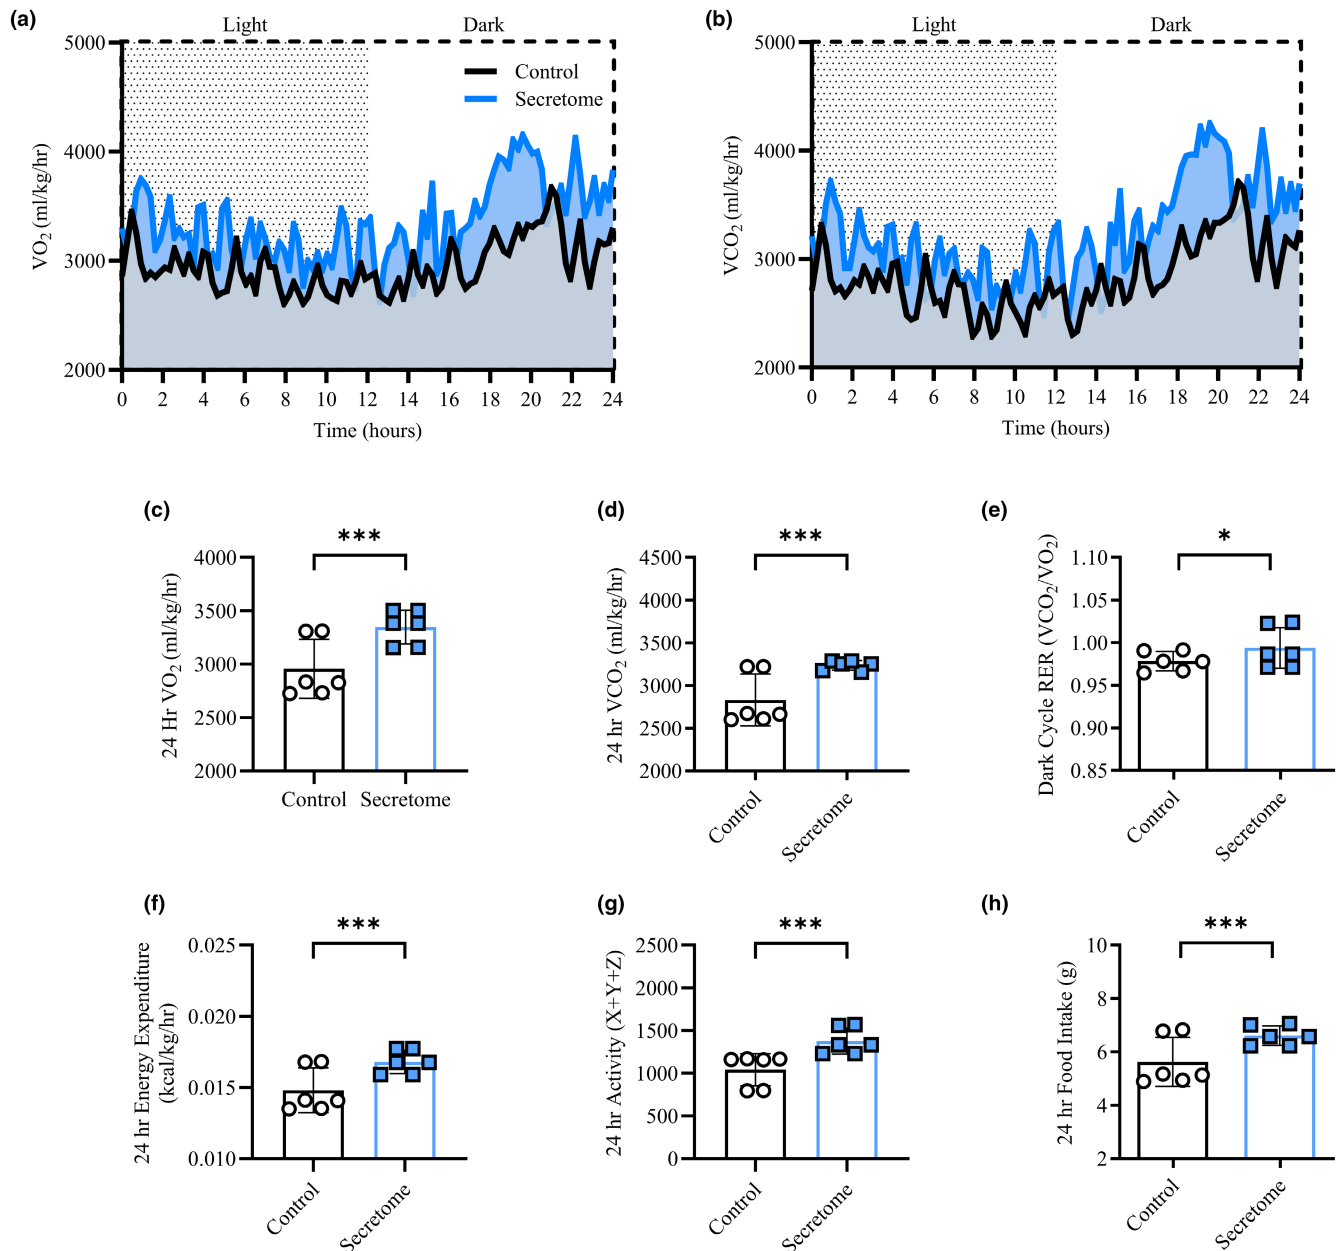 (a)
Light
Dark
5000
4000
3000
2000
VO2 (ml/kg/hr)
Control
Secretome
0 2 4 6 8 10 12 14 16 18 20 22 24
Time (hours)
(b)
Light
Dark
5000
4000
3000
2000
VCO2 (ml/kg/hr)
0 2 4 6 8 10 12 14 16 18 20 22 24
Time (hours)
(c)
***
4000
3500
3000
2500
2000
24 Hr VO2 (ml/kg/hr)
Control Secretome
(d)
***
4500
4000
3500
3000
2500
2000
24 hr VCO2 (ml/kg/hr)
Control
Secretome
(e)
*
1.10
1.05
1.00
0.95
0.90
0.85
Dark Cycle RER (VCO2/VO2)
Control
Secretome
(f)
***
0.025
0.020
0.015
0.010
24 hr Energy Expenditure
(kcal/kg/hr)
Control
Secretome
(g)
***
2500
2000
1500
1000
500
0
24 hr Activity (X+Y+Z)
Control
Secretome
(h)
***
10
8
6
4
2
24 hr Food Intake (g)
Control
Secretome